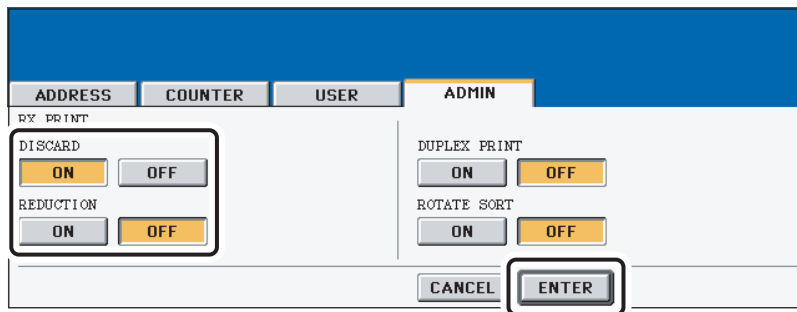 ADDRESS COUNTER USER ADMIN
RX PRINT
DISCARD
ON OFF
REDUCTION
ON OFF
DUPLEX PRINT
ON OFF
ROTATE SORT
ON OFF
CANCEL ENTER